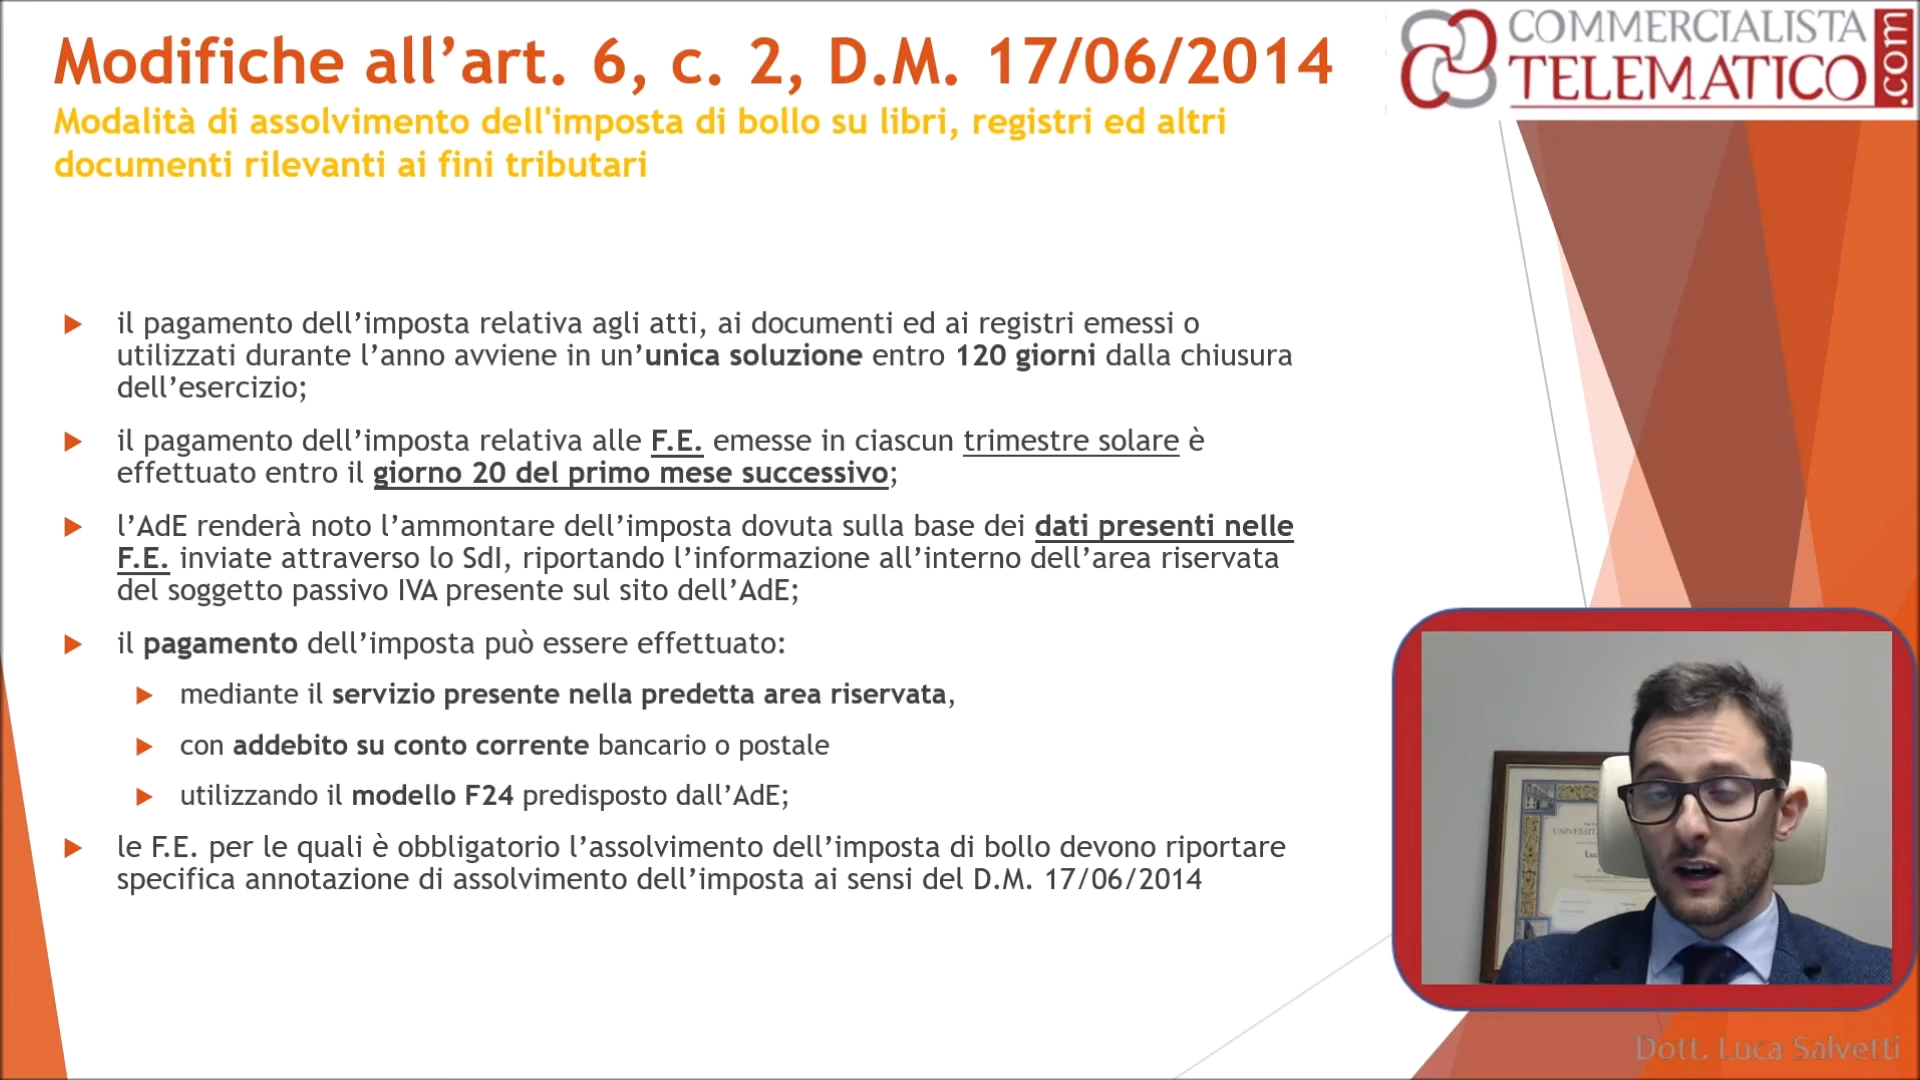 Modifiche all’art. 6, c. 2, D.M. 17/06/2014
COMMERCIALISTA
TELEMATICO
.com
Modalità di assolvimento dell'imposta di bollo su libri, registri ed altri
documenti rilevanti ai fini tributari
il pagamento dell’imposta relativa agli atti, ai documenti ed ai registri emessi o
utilizzati durante l’anno avviene in un’unica soluzione entro 120 giorni dalla chiusura
dell’esercizio;
il pagamento dell’imposta relativa alle F.E. emesse in ciascun trimestre solare è
effettuato entro il giorno 20 del primo mese successivo;
l’AdE renderà noto l’ammontare dell’imposta dovuta sulla base dei dati presenti nelle
F.E. inviate attraverso lo SdI, riportando l’informazione all’interno dell’area riservata
del soggetto passivo IVA presente sul sito dell’AdE;
il pagamento dell’imposta può essere effettuato:
mediante il servizio presente nella predetta area riservata,
con addebito su conto corrente bancario o postale
utilizzando il modello F24 predisposto dall’AdE;
le F.E. per le quali è obbligatorio l’assolvimento dell’imposta di bollo devono riportare
specifica annotazione di assolvimento dell’imposta ai sensi del D.M. 17/06/2014
Dott. Luca Salvetti